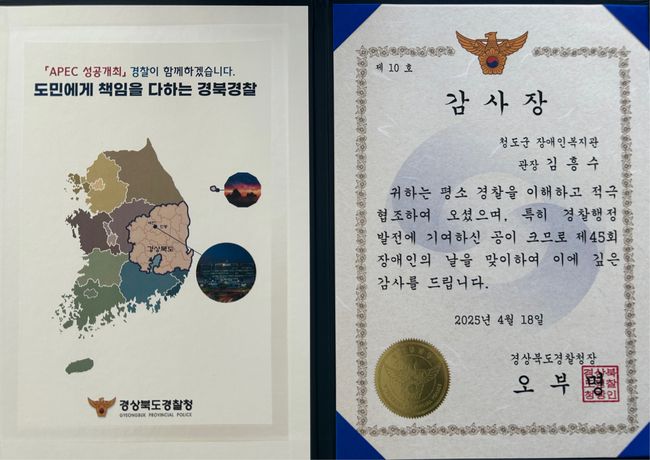 「APEC 성공개최」 경찰이 함께하겠습니다.
도민에게 책임을 다하는 경북경찰
경상북도
경상북도경찰청
GYEONGBUK PROVINCIAL POLICE
제 10 호
감사장
청도군 장애인복지관
관장 김흥수
귀하는 평소 경찰을 이해하고 적극
협조하여 오셨으며, 특히 경찰행정
발전에 기여하신 공이 크므로 제45회
장애인의 날을 맞이하여 이에 깊은
감사를 드립니다.
2025년 4월 18일
경상북도경찰청장
오부명